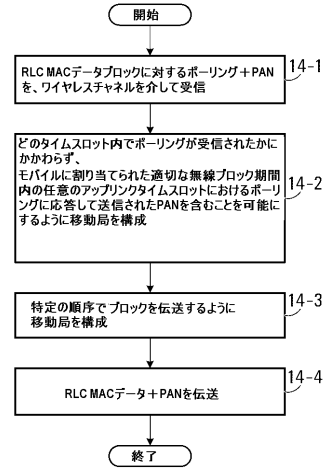 開始
RLC MACデータブロックに対するポーリング+PAN
を、ワイヤレスチャネルを介して受信
14-1
どのタイムスロット内でポーリングが受信されたかに
かかわらず、
モバイルに割り当てられた適切な無線ブロック期間
内の任意のアップリンクタイムスロットにおけるポーリ
ングに応答して送信されたPANを含むことを可能に
するように移動局を構成
14-2
特定の順序でブロックを伝送するように
移動局を構成
14-3
RLC MACデータ+PANを伝送
14-4
終了